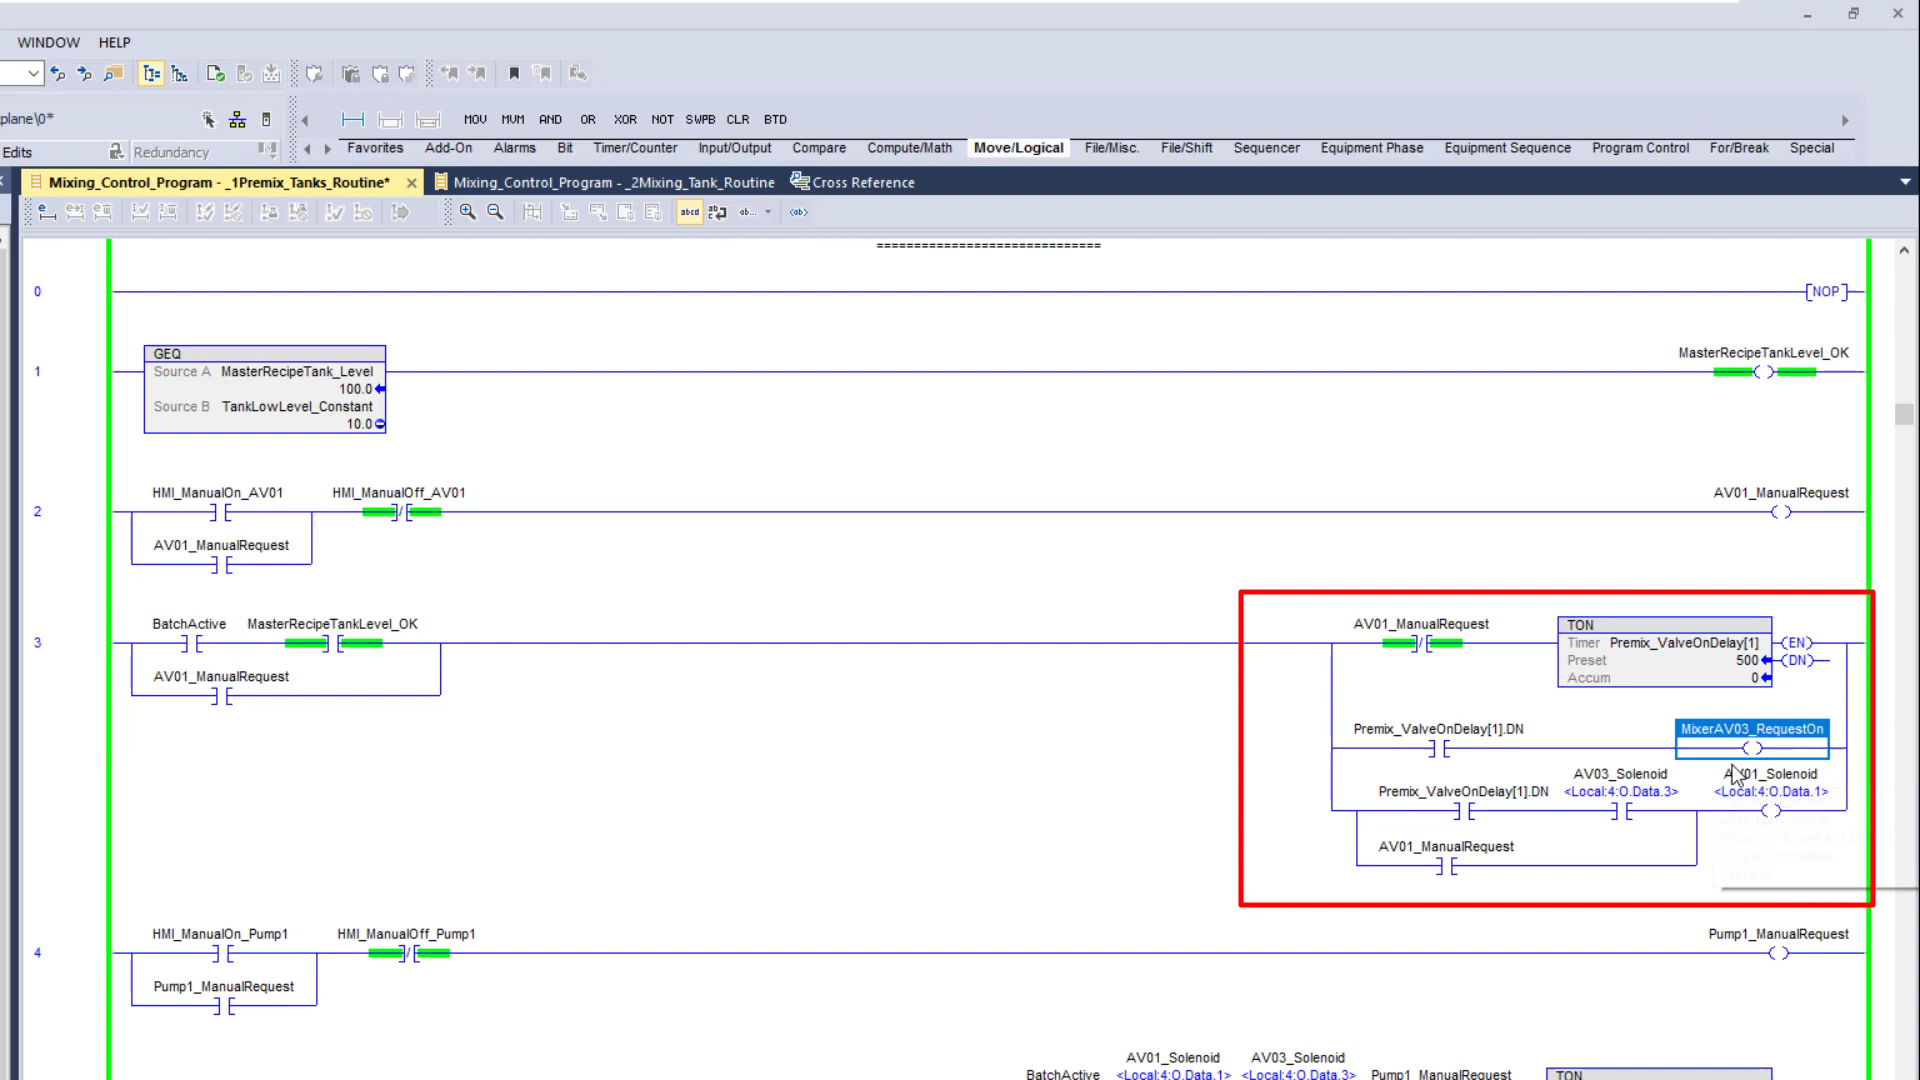 WINDOW HELP
plane\0*
MOV MVM AND OR XOR NOT SWPB CLR BTD
Edits Redundancy Favorites Add-On Alarms Bit Timer/Counter Input/Output Compare Compute/Math Move/Logical File/Misc. File/Shift Sequencer Equipment Phase Equipment Sequence Program Control For/Break Special
Mixing_Control_Program - _1Premix_Tanks_Routine* Mixing_Control_Program - _2Mixing_Tank_Routine Cross Reference
abcd ab...
==============================
0 NOP
GEQ MasterRecipeTankLevel_OK
1 Source A MasterRecipeTank_Level
100.0
Source B TankLowLevel_Constant
10.0
HMI_ManualOn_AV01 HMI_ManualOff_AV01 AV01_ManualRequest
2
AV01_ManualRequest
BatchActive MasterRecipeTankLevel_OK AV01_ManualRequest TON
3 Timer Premix_ValveOnDelay[1] EN
Preset 500 DN
AV01_ManualRequest Accum 0
Premix_ValveOnDelay[1].DN MixerAV03_RequestOn
AV03_Solenoid AV01_Solenoid
Premix_ValveOnDelay[1].DN <Local:4:O.Data.3> <Local:4:O.Data.1>
AV01_ManualRequest
HMI_ManualOn_Pump1 HMI_ManualOff_Pump1 Pump1_ManualRequest
4
Pump1_ManualRequest
AV01_Solenoid AV03_Solenoid
BatchActive <Local:4:O.Data.1> <Local:4:O.Data.3> Pump1_ManualRequest TON